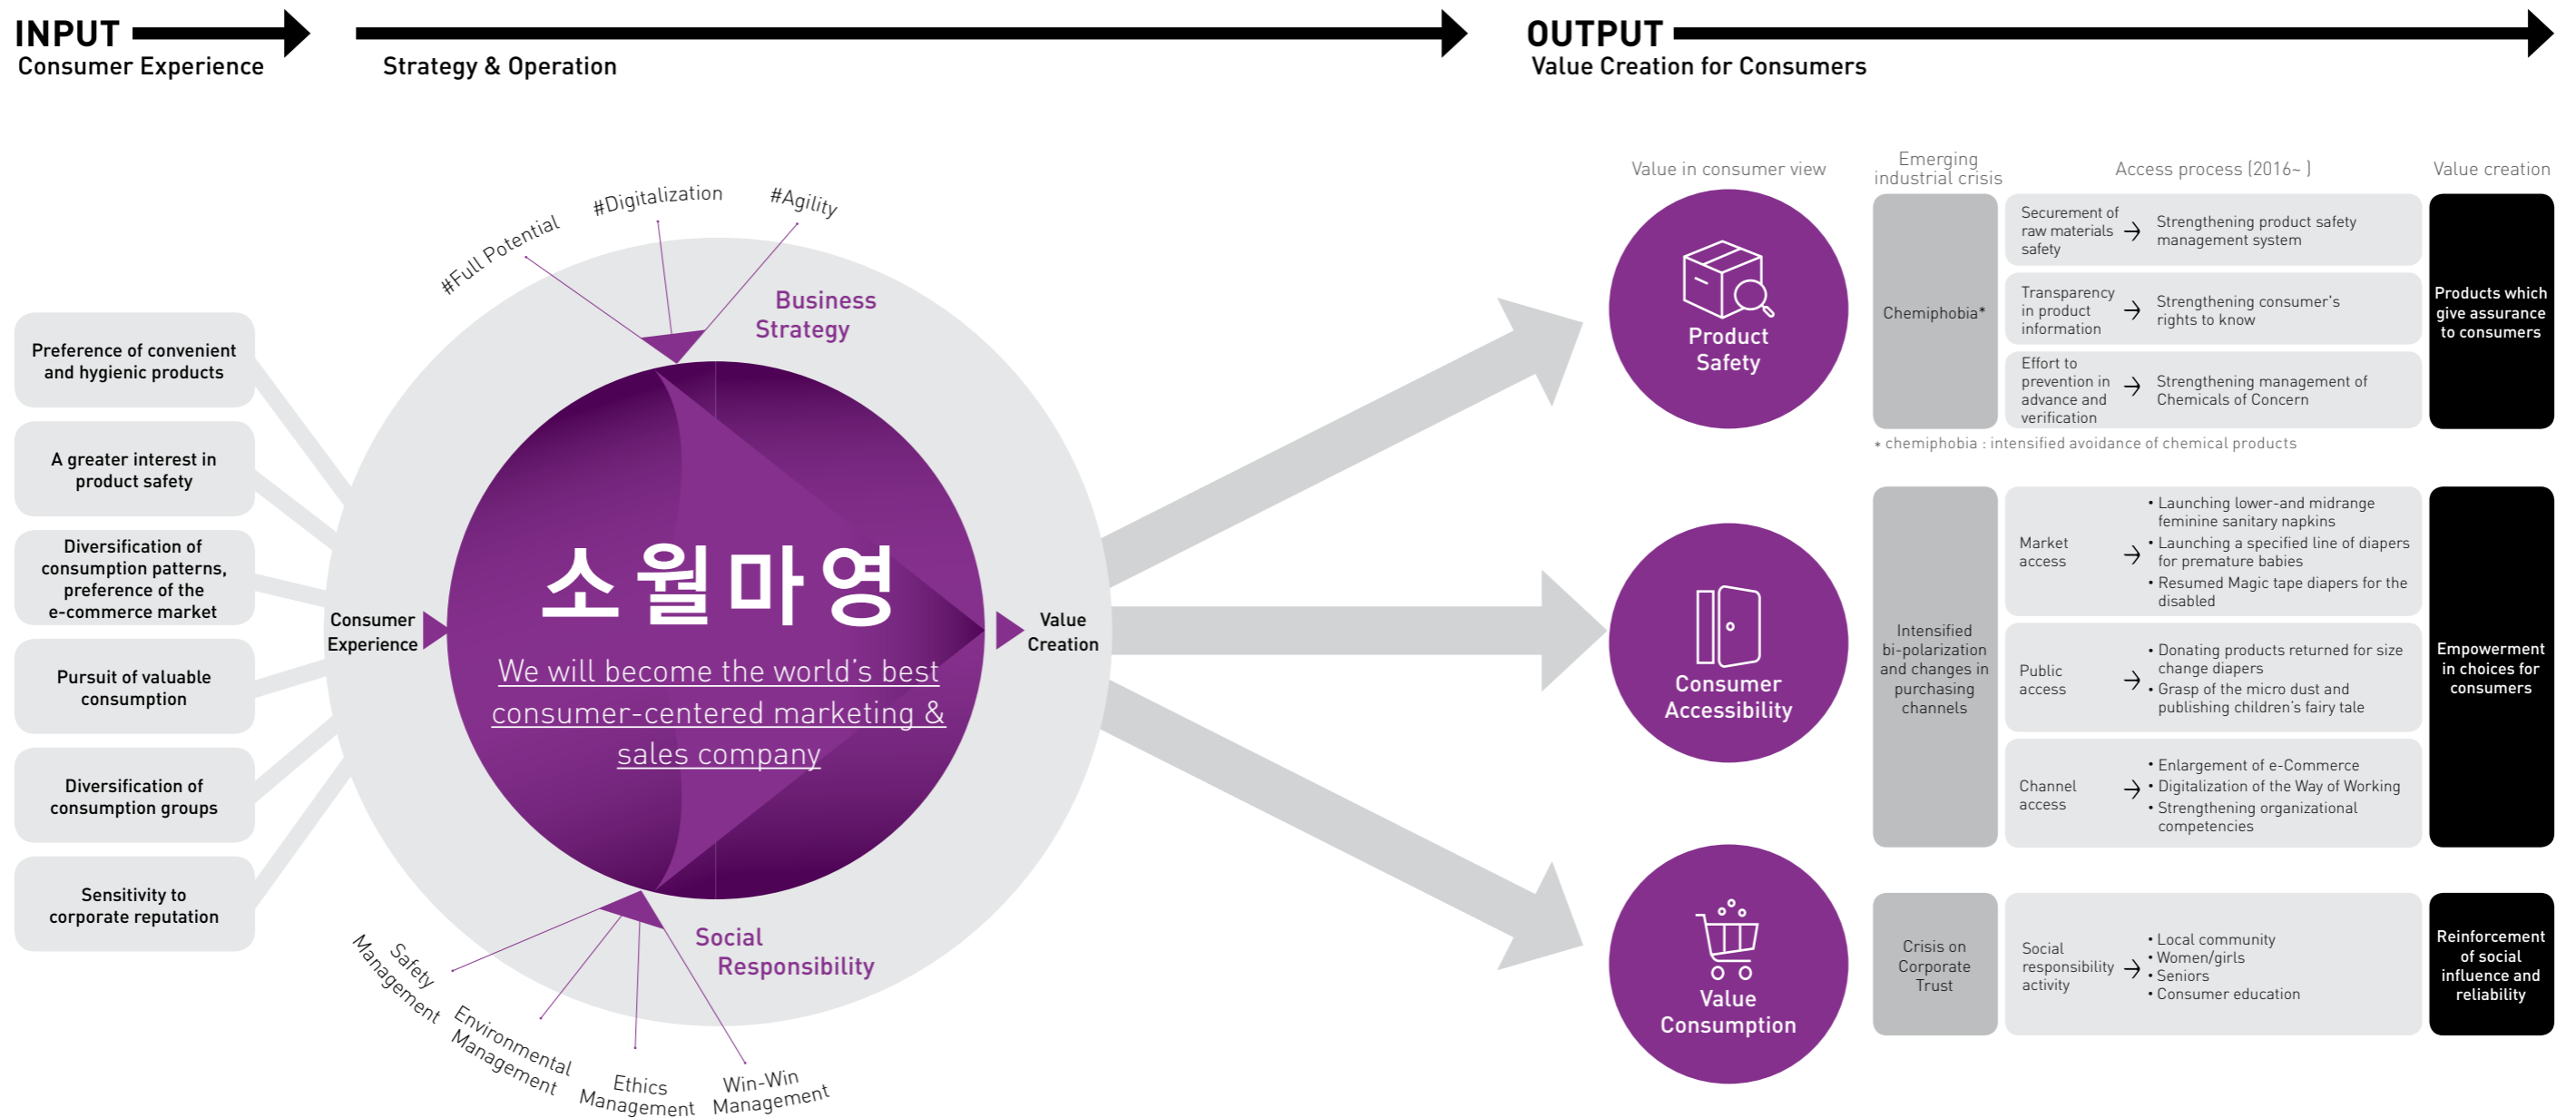 INPUT
Consumer Experience
Strategy & Operation
OUTPUT
Value Creation for Consumers
Preference of convenient
and hygienic products
A greater interest in
product safety
Diversification of
consumption patterns,
preference of the
e-commerce market
Pursuit of valuable
consumption
Diversification of
consumption groups
Sensitivity to
corporate reputation
#Full Potential
#Digitalization
#Agility
Business
Strategy
Consumer
Experience
소월마영
We will become the world's best
consumer-centered marketing &
sales company
Value
Creation
Social
Responsibility
Safety
Management
Environmental
Management
Ethics
Management
Win-Win
Management
Value in consumer view
Emerging
industrial crisis
Access process (2016~ )
Value creation
Product
Safety
Chemiphobia*
Securement of
raw materials
safety
→
Strengthening product safety
management system
Transparency
in product
information
→
Strengthening consumer's
rights to know
Effort to
prevention in
advance and
verification
→
Strengthening management of
Chemicals of Concern
Products which
give assurance
to consumers
* chemiphobia : intensified avoidance of chemical products
Consumer
Accessibility
Intensified
bi-polarization
and changes in
purchasing
channels
Market
access
→
• Launching lower-and midrange
feminine sanitary napkins
• Launching a specified line of diapers
for premature babies
• Resumed Magic tape diapers for the
disabled
Public
access
→
• Donating products returned for size
change diapers
• Grasp of the micro dust and
publishing children's fairy tale
Channel
access
→
• Enlargement of e-Commerce
• Digitalization of the Way of Working
• Strengthening organizational
competencies
Empowerment
in choices for
consumers
Value
Consumption
Crisis on
Corporate
Trust
Social
responsibility
activity
→
• Local community
• Women/girls
• Seniors
• Consumer education
Reinforcement
of social
influence and
reliability